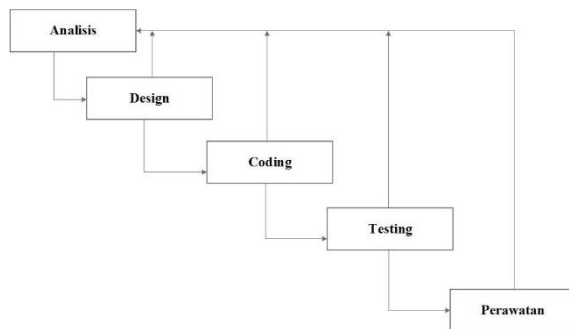 Analisis
Design
Coding
Testing
Perawatan